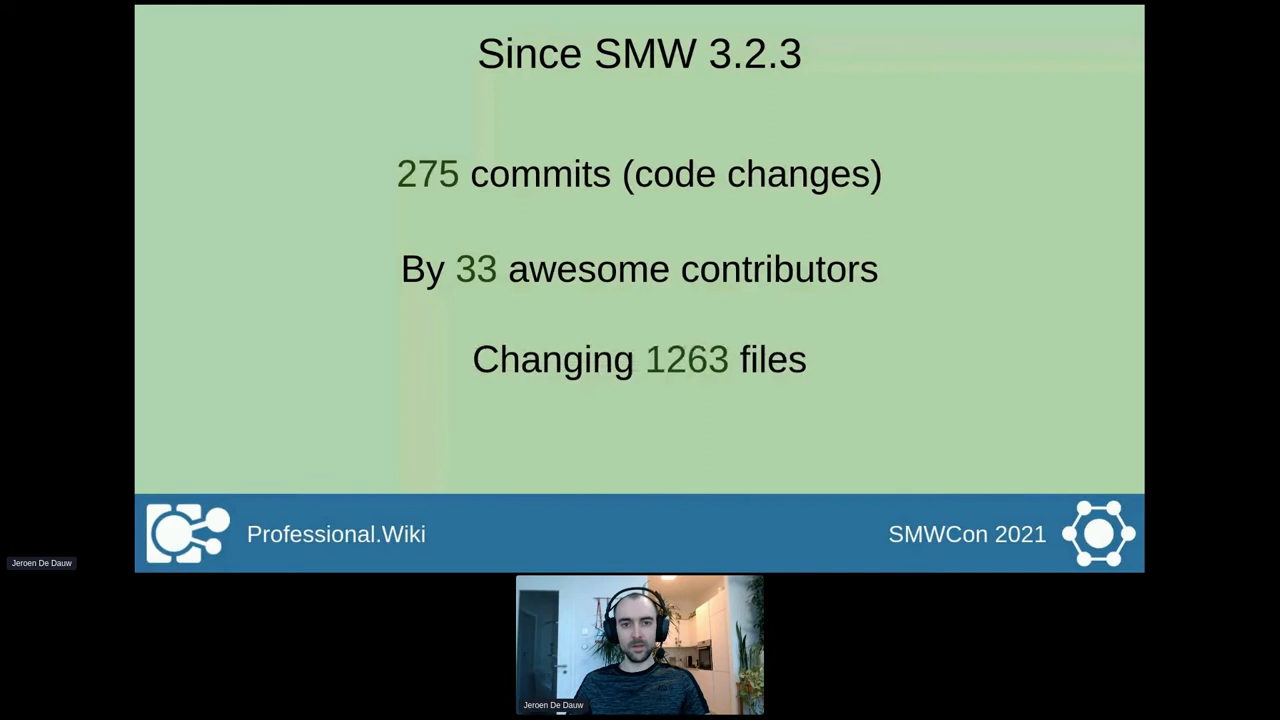 Since SMW 3.2.3
275 commits (code changes)
By 33 awesome contributors
Changing 1263 files
Professional.Wiki
SMWCon 2021
Jeroen De Dauw
Jeroen De Dauw